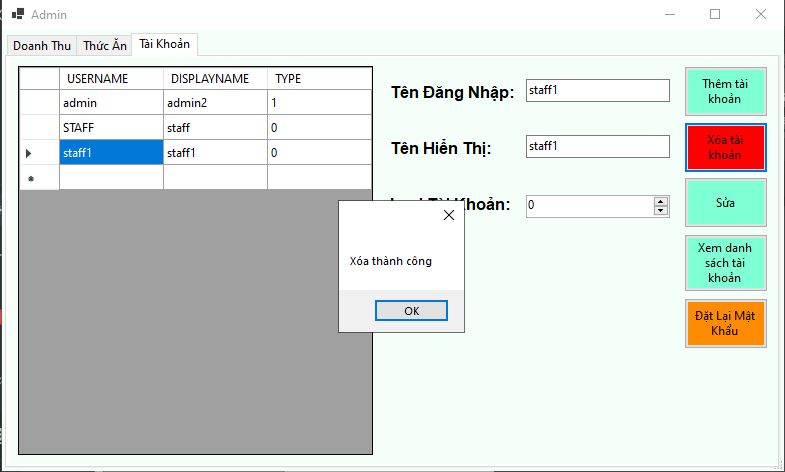 Admin
Doanh Thu Thức Ăn Tài Khoản
USERNAME DISPLAYNAME TYPE
admin admin2 1
STAFF staff 0
staff1 staff1 0
Tên Đăng Nhập: staff1
Tên Hiển Thị: staff1
Khoản: 0
Thêm tài
khoản
Xóa tài
khoản
Sửa
Xem danh
sách tài
khoản
Đặt Lại Mật
Khẩu
Xóa thành công
OK